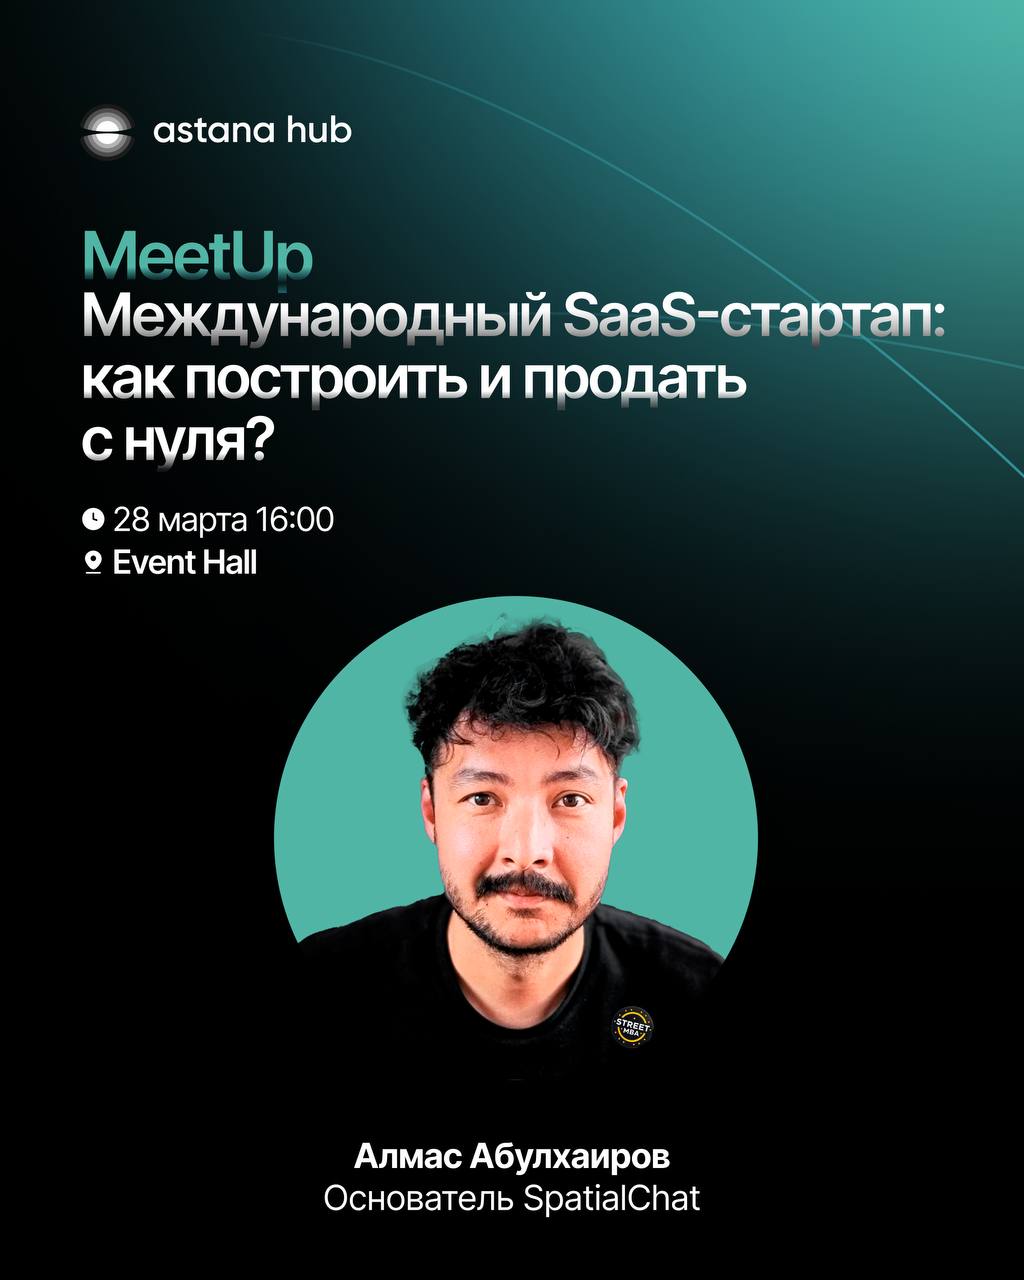 astana hub
MeetUp
Международный SaaS-стартап:
как построить и продать
с нуля?
28 марта 16:00
Event Hall
STREET
MBA
Алмас Абулхаиров
Основатель SpatialChat